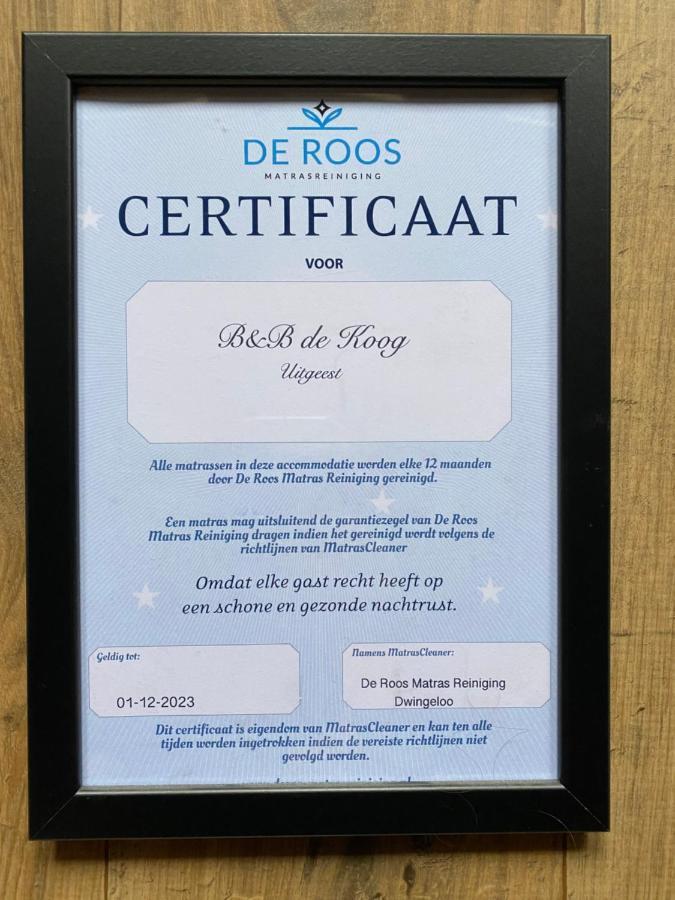 DE ROOS
MATRASREINIGING
CERTIFICAAT
VOOR
B&B de Koog
Uitgeest
Alle matrassen in deze accommodatie worden elke 12 maanden
door De Roos Matras Reiniging gereinigd.
Een matras mag uitsluitend de garantiezegel van De Roos
Matras Reiniging dragen indien het gereinigd wordt volgens de
richtlijnen van MatrasCleaner
Omdat elke gast recht heeft op
een schone en gezonde nachtrust.
Geldig tot:
01-12-2023
Namens MatrasCleaner:
De Roos Matras Reiniging
Dwingeloo
Dit certificaat is eigendom van MatrasCleaner en kan ten alle
tijden worden ingetrokken indien de vereiste richtlijnen niet
gevolgd worden.